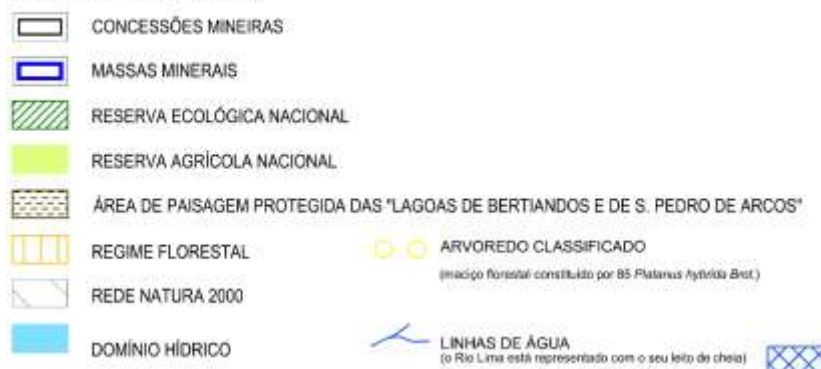 CONCESSÕES MINEIRAS
MASSAS MINERAIS
RESERVA ECOLÓGICA NACIONAL
RESERVA AGRÍCOLA NACIONAL
ÁREA DE PAISAGEM PROTEGIDA DAS "LAGOAS DE BERTIANDOS E DE S. PEDRO DE ARCOS"
REGIME FLORESTAL
ARVOREDO CLASSIFICADO
(maciço florestal constituído por 85 Platanus hybrida Brot.)
REDE NATURA 2000
DOMÍNIO HÍDRICO
LINHAS DE ÁGUA
(o Rio Lima está representado com o seu leito de cheia)